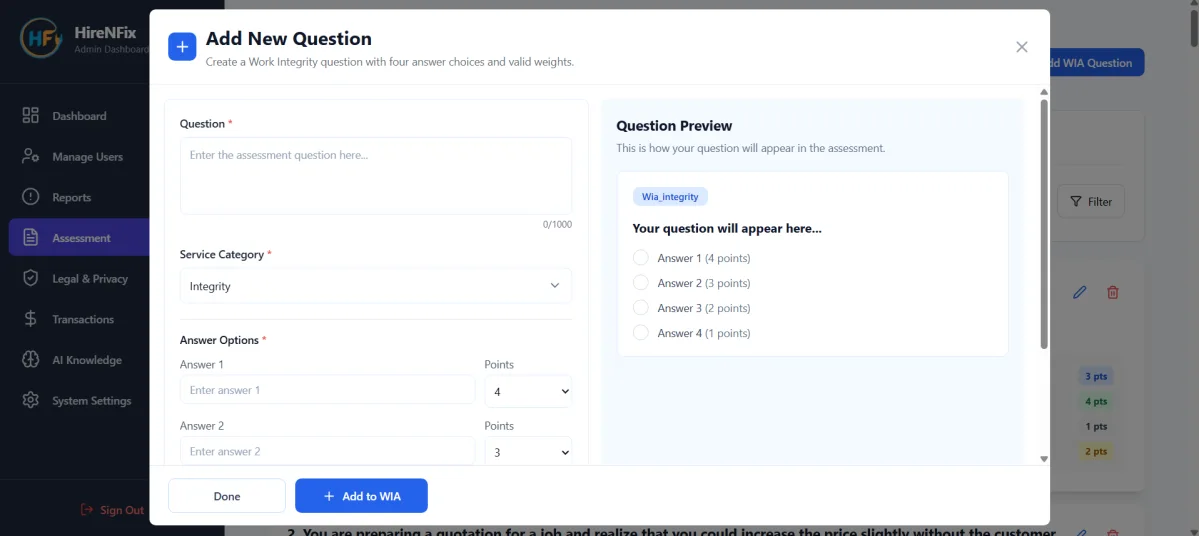 HF
HireNFix
Admin Dashboard
Dashboard
Manage Users
Reports
Assessment
Legal & Privacy
Transactions
AI Knowledge
System Settings
Sign Out
Add New Question
Create a Work Integrity question with four answer choices and valid weights.
Question *
Enter the assessment question here...
0/1000
Service Category *
Integrity
Answer Options *
Answer 1
Points
Enter answer 1
4
Answer 2
Points
Enter answer 2
3
Question Preview
This is how your question will appear in the assessment.
Wia_integrity
Your question will appear here...
Answer 1 (4 points)
Answer 2 (3 points)
Answer 3 (2 points)
Answer 4 (1 points)
Done
+ Add to WIA
dd WIA Question
Filter
3 pts
4 pts
1 pts
2 pts
2. You are preparing a quotation for a job and realize that you could increase the price slightly without the customer